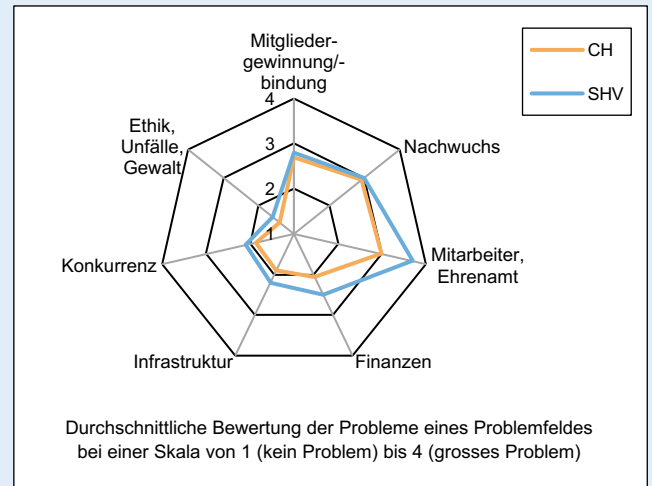 CH
SHV
Mitglieder-
gewinnung/-
bindung
4
3
2
1
Nachwuchs
Mitarbeiter,
Ehrenamt
Finanzen
Infrastruktur
Konkurrenz
Ethik,
Unfälle,
Gewalt
Durchschnittliche Bewertung der Probleme eines Problemfeldes
bei einer Skala von 1 (kein Problem) bis 4 (grosses Problem)